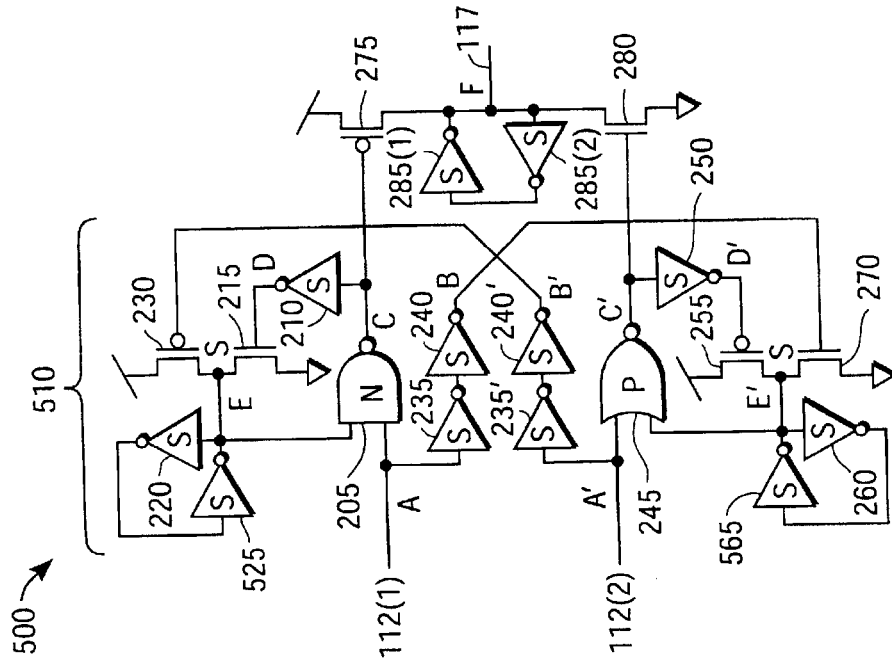 500
510
230
D
215
S
E
220
S
S
525
210
S
C
N
205
A
112(1)
235
S
240
S
B
275
F
117
285(1)
S
S
285(2)
280
235'
S
240'
S
B'
112(2)
A'
245
P
C'
250
S
D'
255
S
E'
270
565
S
S
260